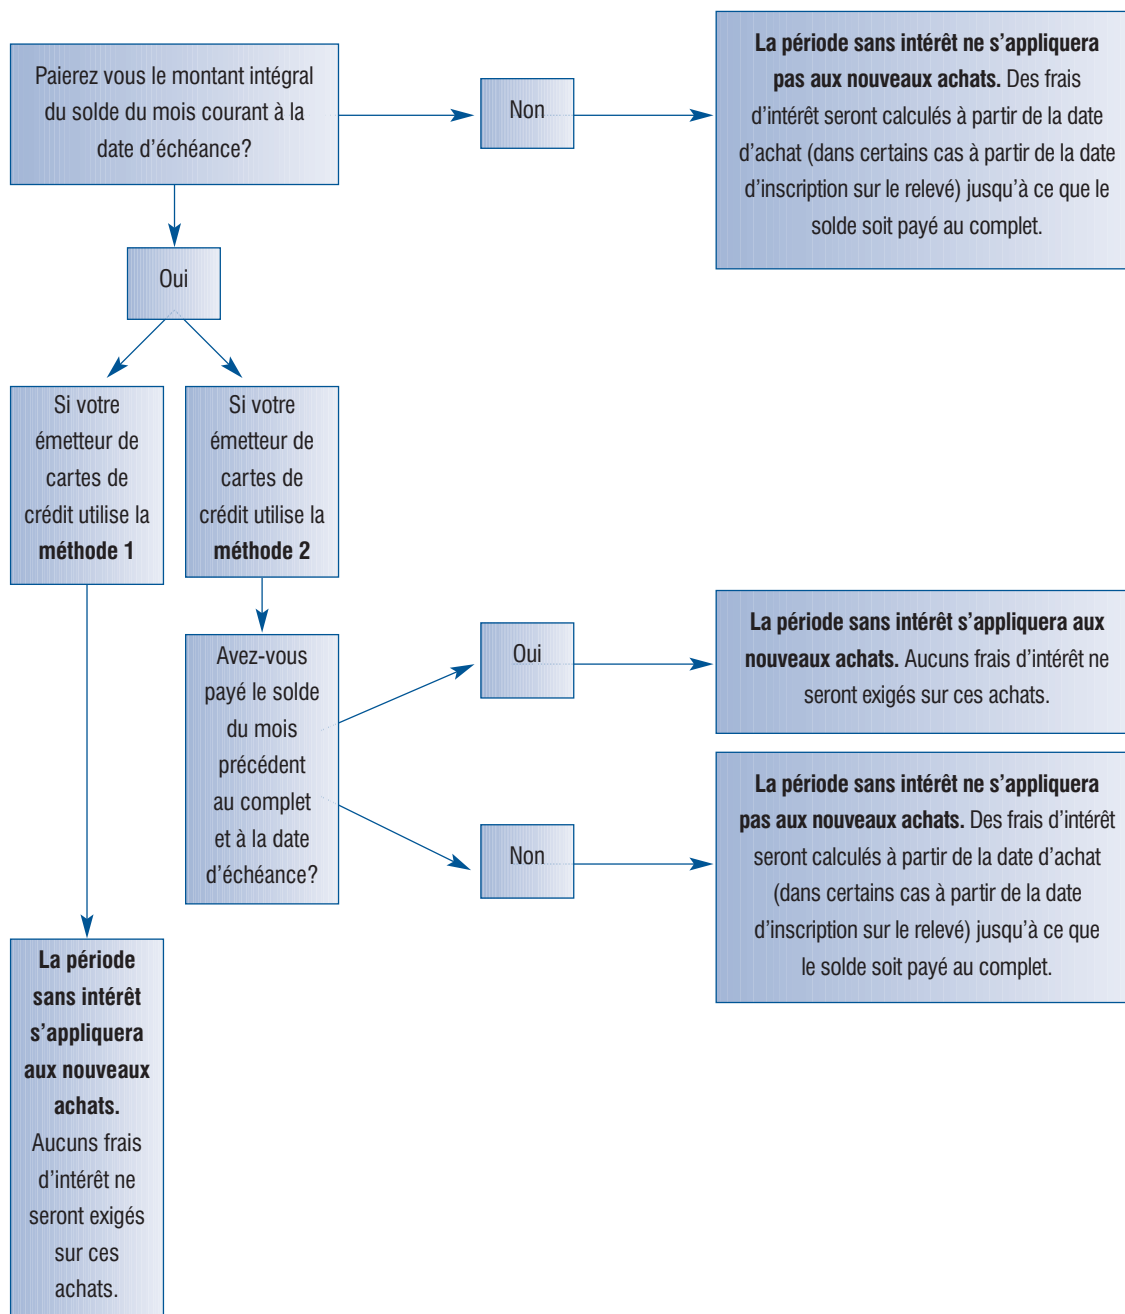 Paierez vous le montant intégral
du solde du mois courant à la
date d’échéance?
Non
La période sans intérêt ne s’appliquera
pas aux nouveaux achats. Des frais
d’intérêt seront calculés à partir de la date
d’achat (dans certains cas à partir de la date
d’inscription sur le relevé) jusqu’à ce que le
solde soit payé au complet.
Oui
Si votre
émetteur de
cartes de
crédit utilise la
méthode 1
Si votre
émetteur de
cartes de
crédit utilise la
méthode 2
Avez-vous
payé le solde
du mois
précédent
au complet
et à la date
d’échéance?
Oui
La période sans intérêt s’appliquera aux
nouveaux achats. Aucuns frais d’intérêt ne
seront exigés sur ces achats.
Non
La période sans intérêt ne s’appliquera
pas aux nouveaux achats. Des frais d’intérêt
seront calculés à partir de la date d’achat
(dans certains cas à partir de la date
d’inscription sur le relevé) jusqu’à ce que
le solde soit payé au complet.
La période
sans intérêt
s’appliquera
aux nouveaux
achats.
Aucuns frais
d’intérêt ne
seront exigés
sur ces
achats.